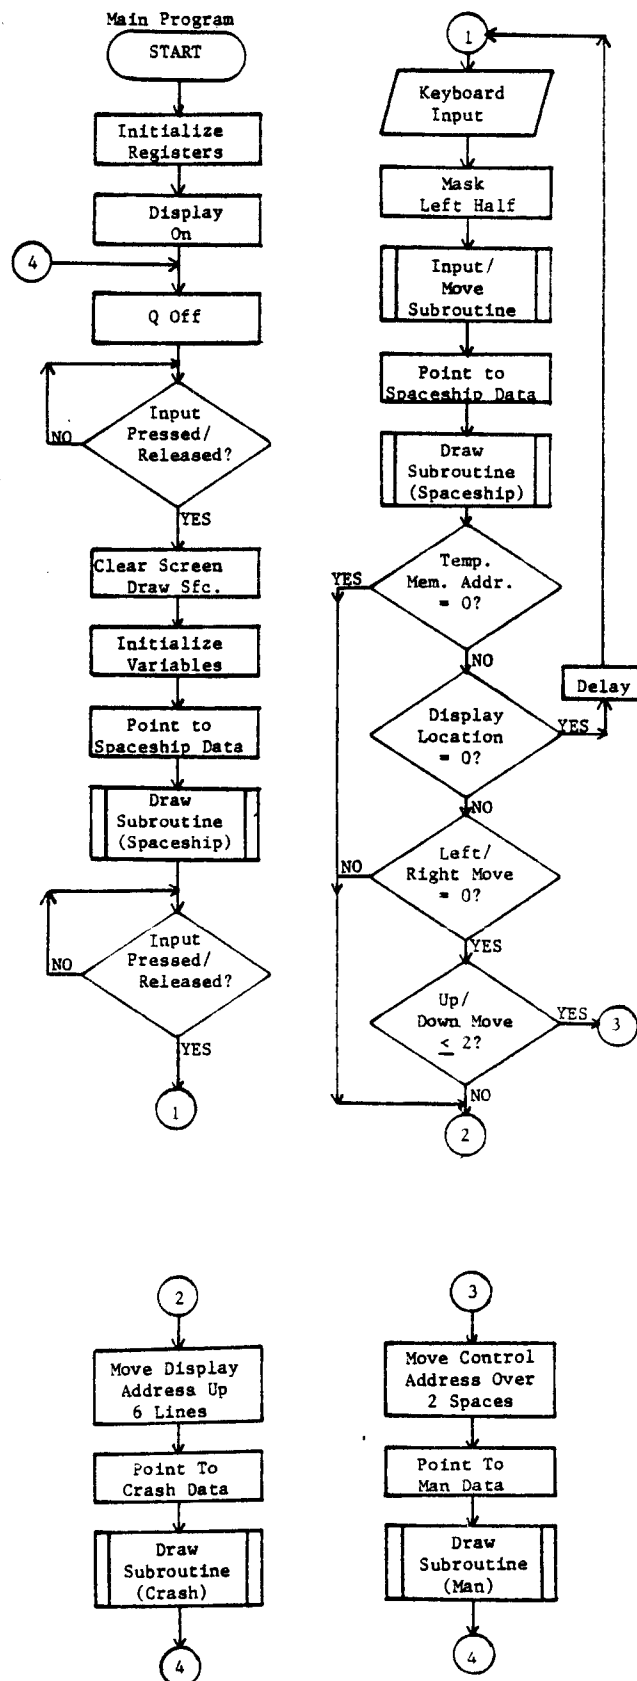 Main Program
START
Initialize
Registers
Display
On
4
Q Off
Input
Pressed/
Released?
NO
YES
Clear Screen
Draw Sfc.
Initialize
Variables
Point to
Spaceship Data
Draw
Subroutine
(Spaceship)
Input
Pressed/
Released?
NO
YES
1
1
Keyboard
Input
Mask
Left Half
Input/
Move
Subroutine
Point to
Spaceship Data
Draw
Subroutine
(Spaceship)
Temp.
Mem. Addr.
= 0?
YES
NO
Delay
Display
Location
= 0?
YES
NO
Left/
Right Move
= 0?
NO
YES
Up/
Down Move
≤ 2?
YES
3
NO
2
2
Move Display
Address Up
6 Lines
Point To
Crash Data
Draw
Subroutine
(Crash)
4
3
Move Control
Address Over
2 Spaces
Point To
Man Data
Draw
Subroutine
(Man)
4